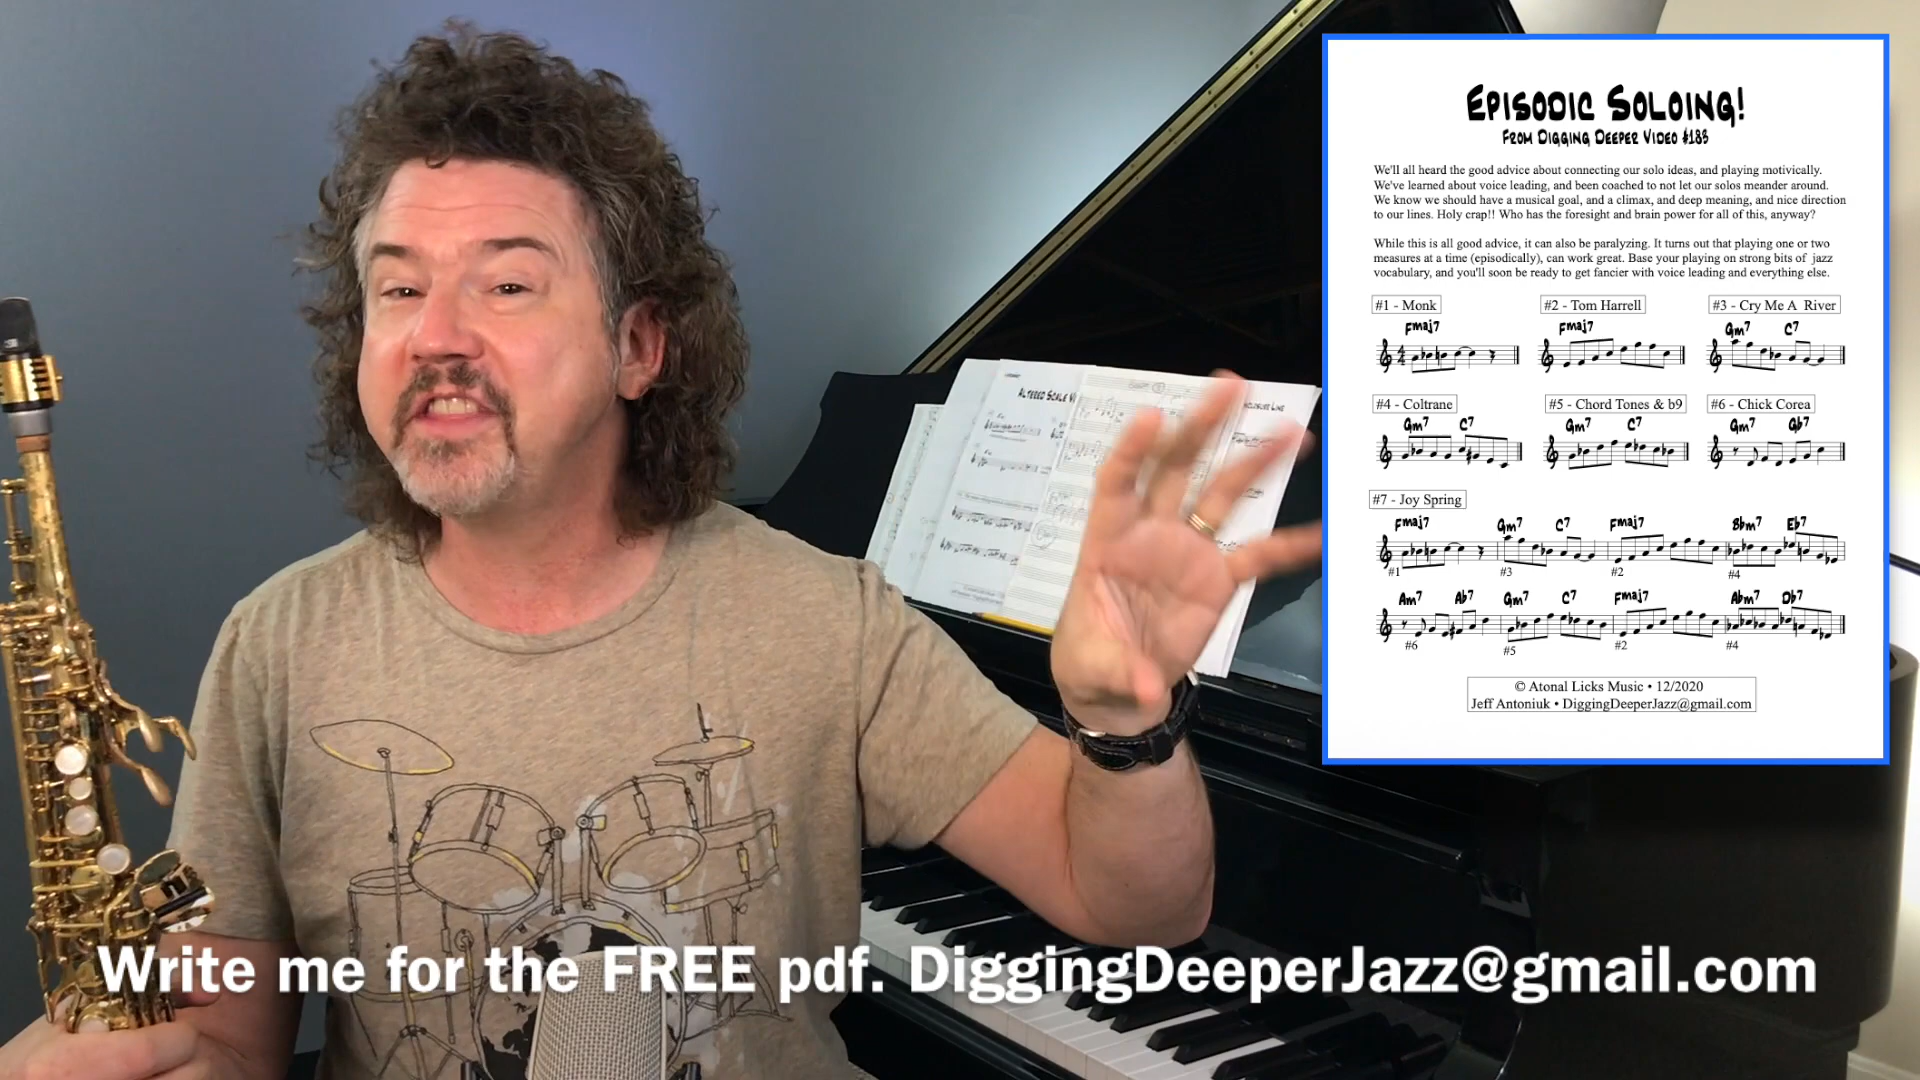 Episodic Soloing!
From Digging Deeper Video #183
We'll all heard the good advice about connecting our solo ideas, and playing motivically.
We've learned about voice leading, and been coached to not let our solos meander around.
We know we should have a musical goal, and a climax, and deep meaning, and nice direction
to our lines. Holy crap!! Who has the foresight and brain power for all of this, anyway?
While this is all good advice, it can also be paralyzing. It turns out that playing one or two
measures at a time (episodically), can work great. Base your playing on strong bits of jazz
vocabulary, and you'll soon be ready to get fancier with voice leading and everything else.
#1 - Monk #2 - Tom Harrell #3 - Cry Me A River
Fmaj7 Fmaj7 Gm7 C7
#4 - Coltrane #5 - Chord Tones & b9 #6 - Chick Corea
Gm7 C7 Gm7 C7 Gm7 Gb7
#7 - Joy Spring
Fmaj7 Gm7 C7 Fmaj7 Bbm7 Eb7
#1 #3 #2 #4
Am7 Ab7 Gm7 C7 Fmaj7 Abm7 Db7
#6 #5 #2 #4
© Atonal Licks Music • 12/2020
Jeff Antoniuk • DiggingDeeperJazz@gmail.com
Altered Scale
Line
Write me for the FREE pdf. DiggingDeeperJazz@gmail.com